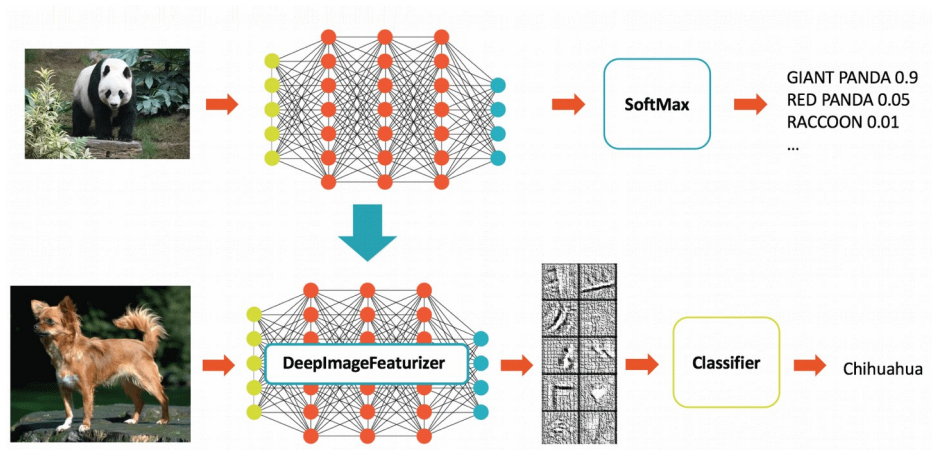 SoftMax
GIANT PANDA 0.9
RED PANDA 0.05
RACCOON 0.01
...
DeepImageFeaturizer
Classifier
Chihuahua